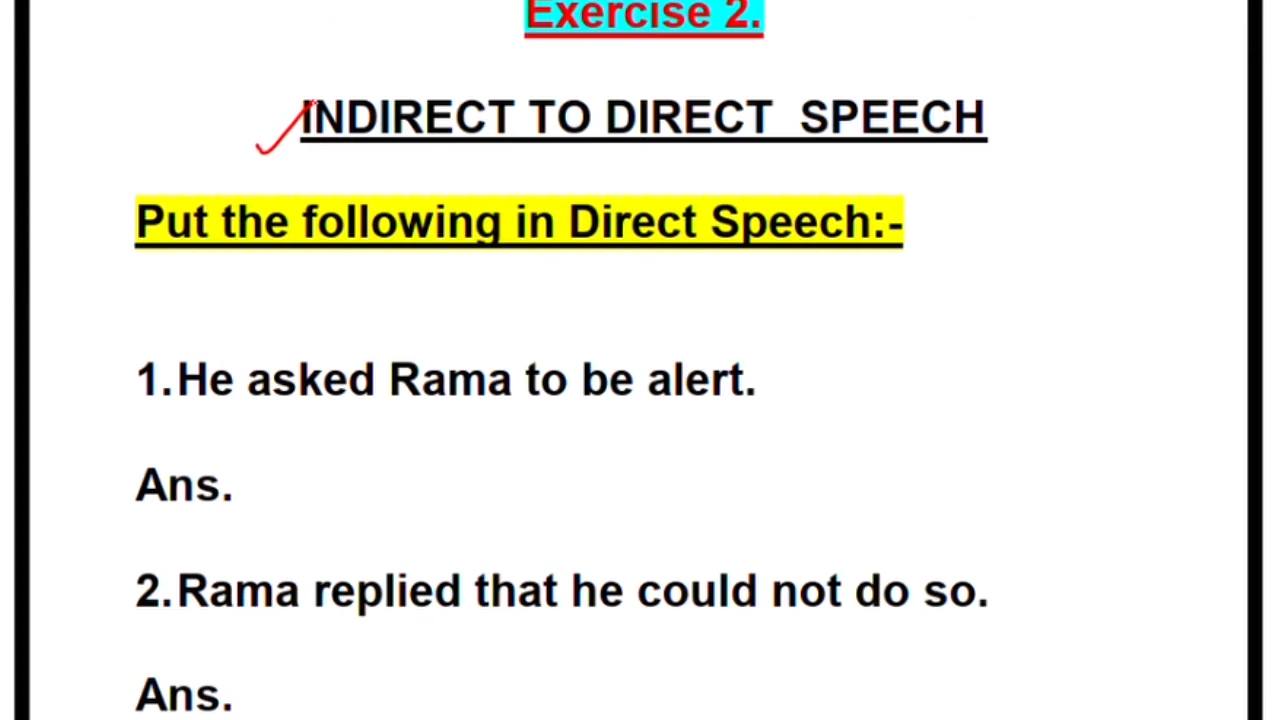 Exercise 2.
INDIRECT TO DIRECT SPEECH
Put the following in Direct Speech:-
1.He asked Rama to be alert.
Ans.
2.Rama replied that he could not do so.
Ans.